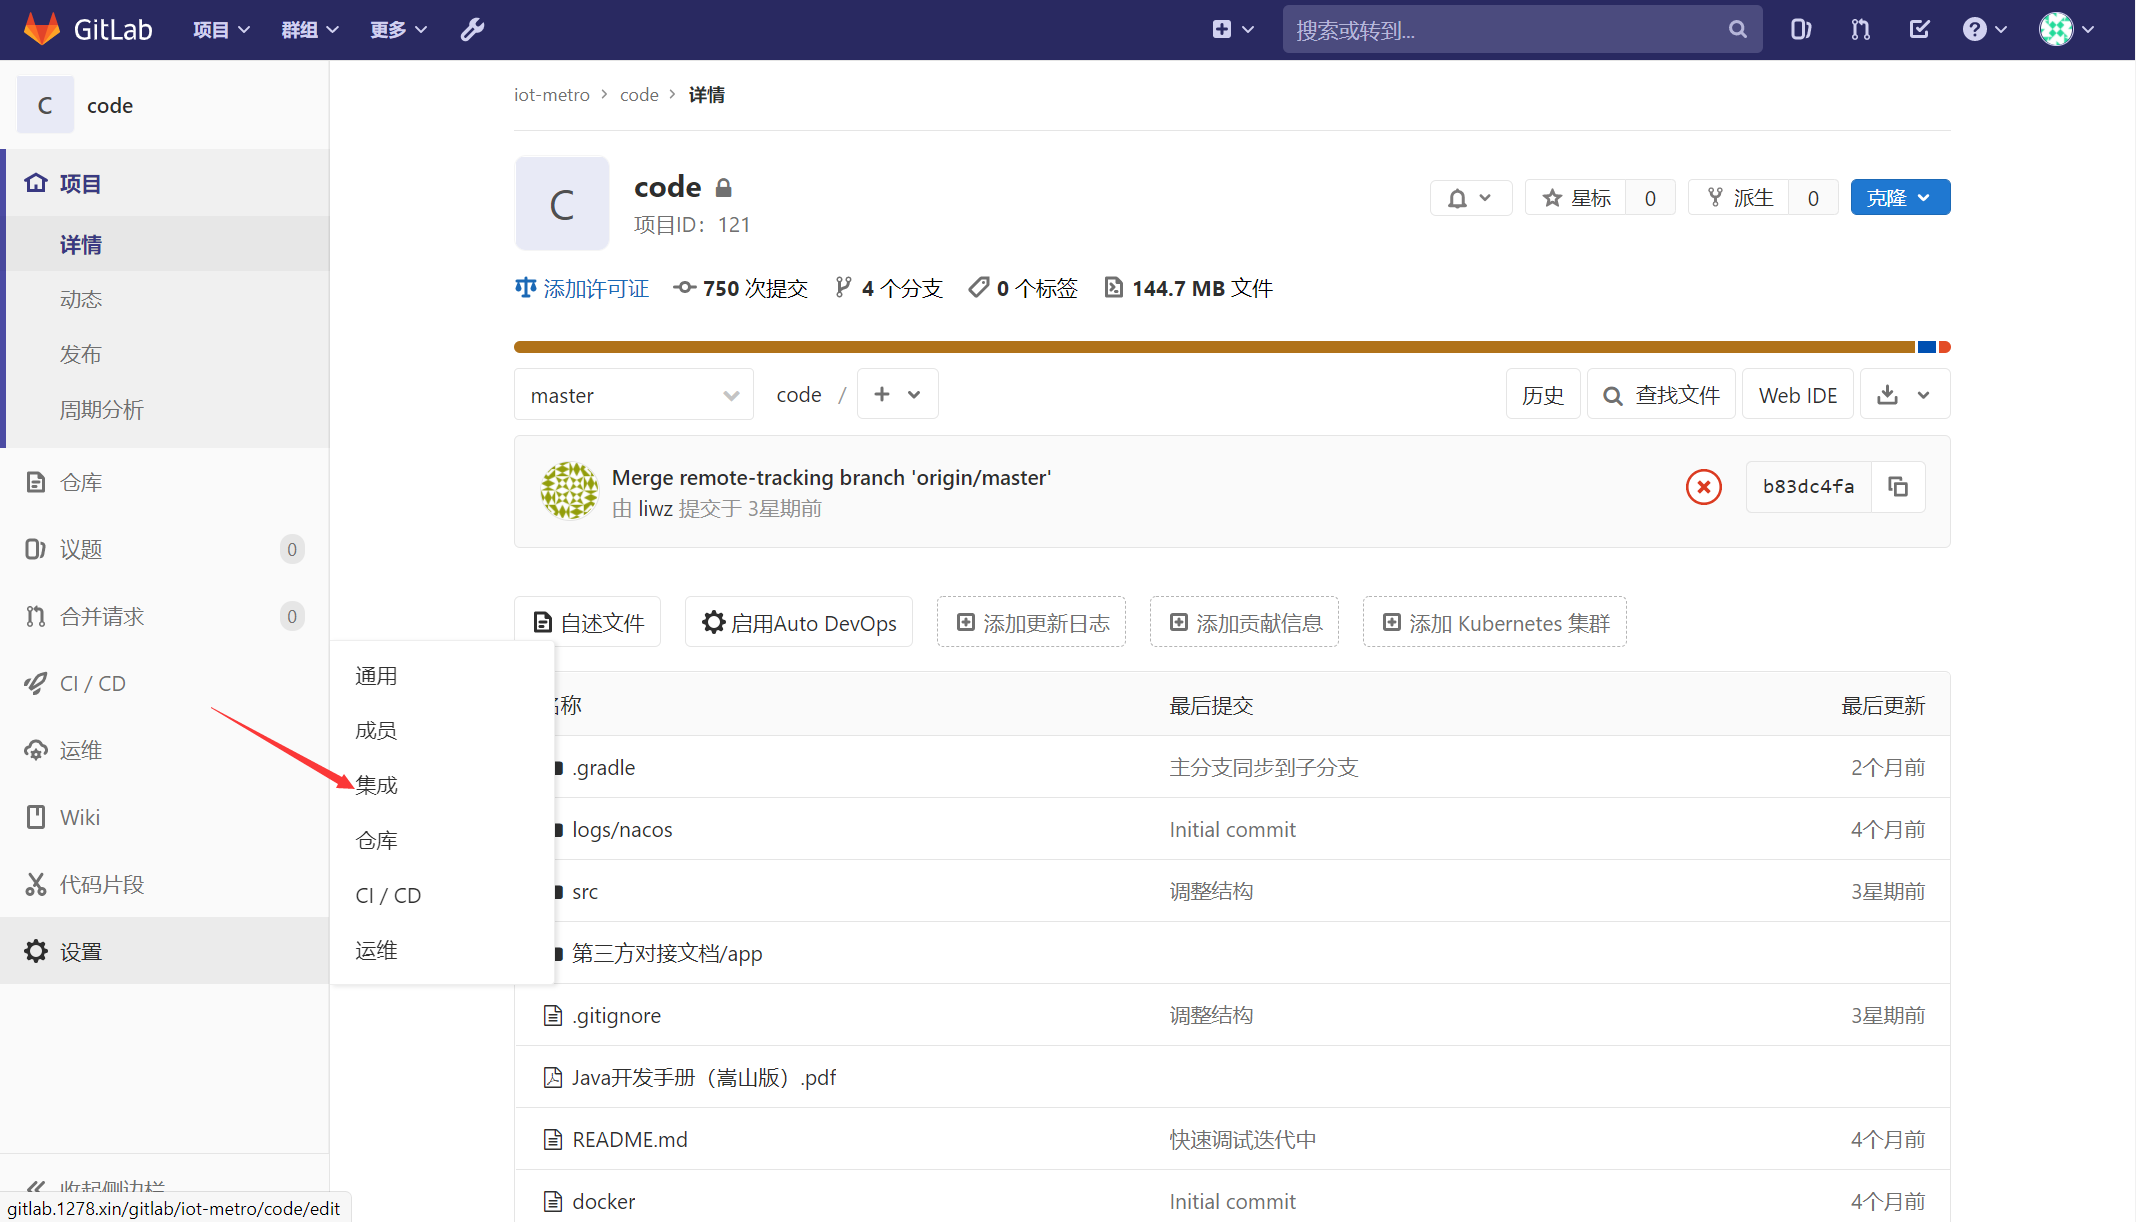 GitLab 项目 群组 更多 搜索或转到...
C code
项目
详情
动态
发布
周期分析
仓库
议题 0
合并请求 0
CI / CD
运维
Wiki
代码片段
设置
收起侧边栏
gitlab.1278.xin/gitlab/iot-metro/code/edit
通用
成员
集成
仓库
CI / CD
运维
iot-metro > code > 详情
C
code
项目ID：121
星标 0 派生 0 克隆
添加许可证 750 次提交 4 个分支 0 个标签 144.7 MB 文件
master code / + 历史 查找文件 Web IDE
Merge remote-tracking branch 'origin/master'
由 liwz 提交于 3星期前
b83dc4fa
自述文件 启用Auto DevOps 添加更新日志 添加贡献信息 添加 Kubernetes 集群
名称 最后提交 最后更新
.gradle 主分支同步到子分支 2个月前
logs/nacos Initial commit 4个月前
src 调整结构 3星期前
第三方对接文档/app
.gitignore 调整结构 3星期前
Java开发手册（嵩山版）.pdf
README.md 快速调试迭代中 4个月前
docker Initial commit 4个月前